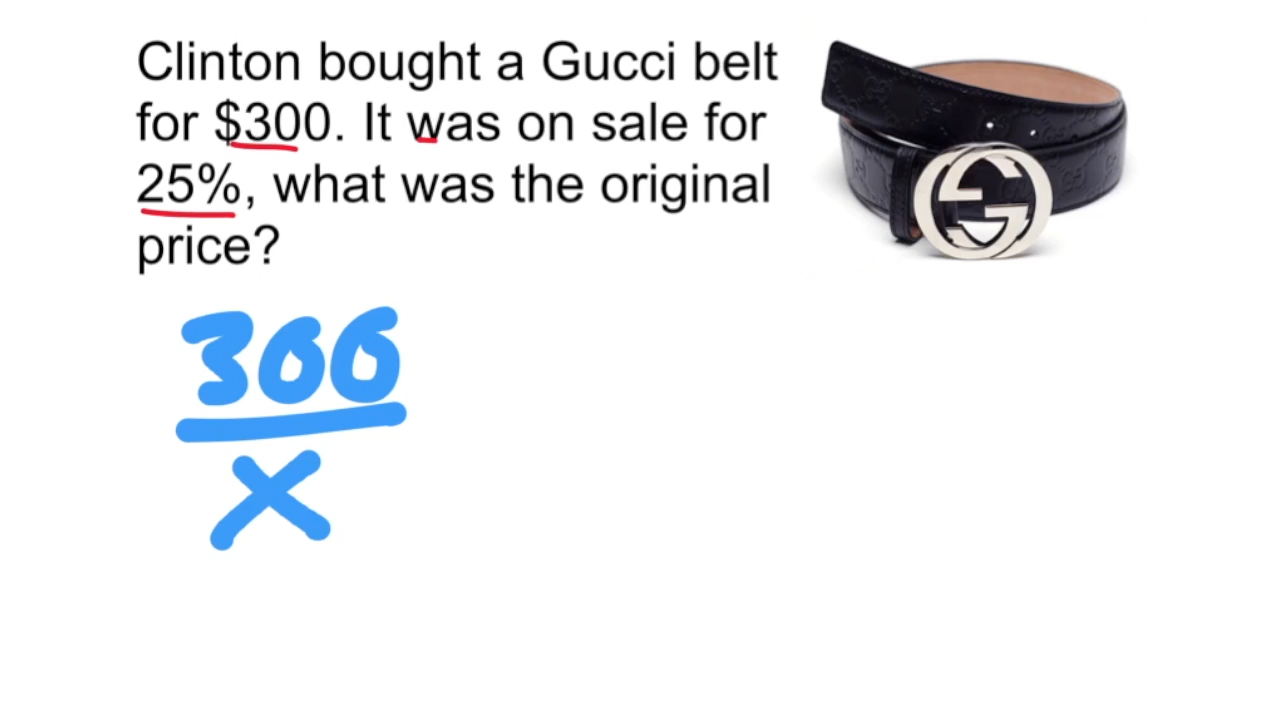 Clinton bought a Gucci belt
for $300. It was on sale for
25%, what was the original
price?
300
X